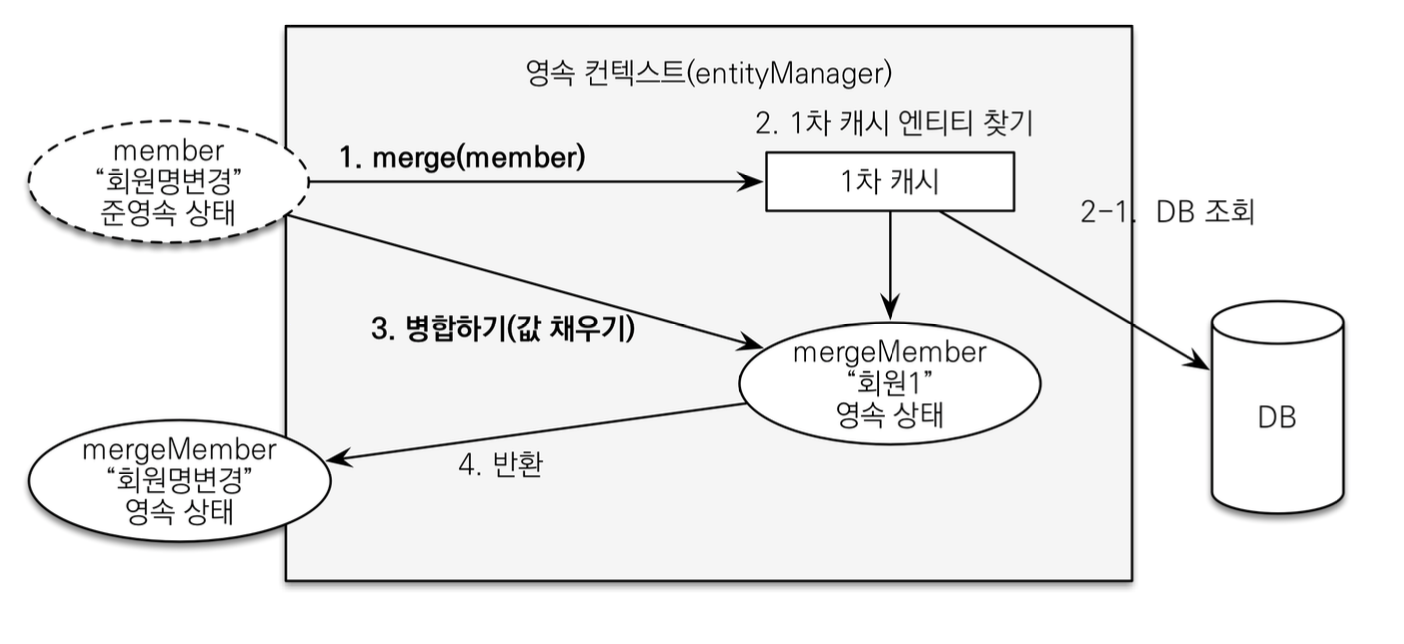 영속 컨텍스트(entityManager)
2. 1차 캐시 엔티티 찾기
member
“회원명변경”
준영속 상태
1. merge(member)
1차 캐시
2-1. DB 조회
3. 병합하기(값 채우기)
mergeMember
“회원1”
영속 상태
DB
mergeMember
“회원명변경”
영속 상태
4. 반환